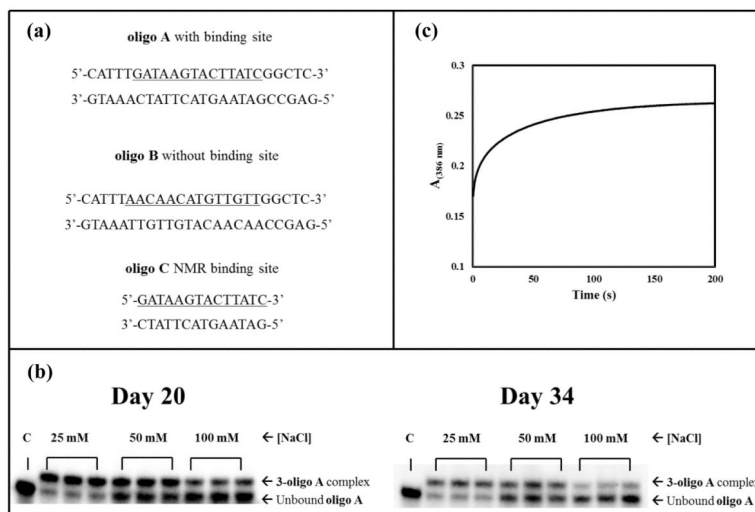 (a)
oligo A with binding site
5’-CATTTGATAAGTACTTATCGGCTC-3’
3’-GTAAACTATTCATGAATAGCCGAG-5’
oligo B without binding site
5’-CATTTAACAACATGTTGTTGGCTC-3’
3’-GTAAATTGTTGTACAACAACCGAG-5’
oligo C NMR binding site
5’-GATAAGTACTTATC-3’
3’-CTATTCATGAATAG-5’
(c)
0.3
0.25
0.2
0.15
0.1
A(386 nm)
0 50 100 150 200
Time (s)
(b)
Day 20
C 25 mM 50 mM 100 mM ← [NaCl]
← 3-oligo A complex
← Unbound oligo A
Day 34
C 25 mM 50 mM 100 mM ← [NaCl]
← 3-oligo A complex
← Unbound oligo A